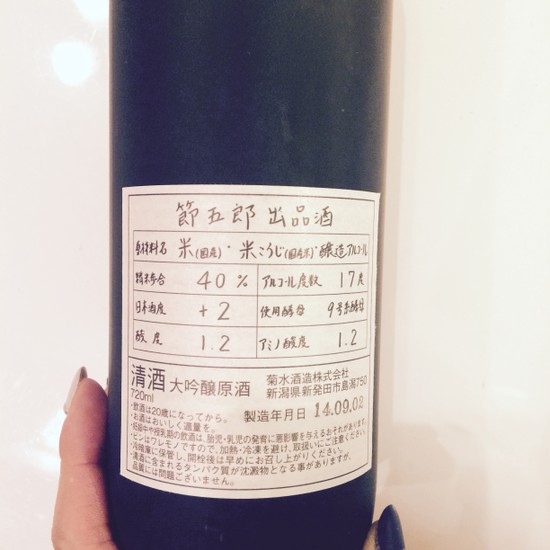 節五郎 出品酒
原材料名 米(国産)・米こうじ(国産米)・醸造アルコール
精米歩合 40% アルコール度数 17度
日本酒度 +2 使用酵母 9号系酵母
酸度 1.2 アミノ酸度 1.2
清酒 大吟醸原酒 菊水酒造株式会社
720ml 新潟県新発田市島潟750
製造年月日 14.09.02
・飲酒は20歳になってから。
・お酒はおいしく適量を。
・妊娠中や授乳期の飲酒は、胎児・乳児の発育に悪影響を与えるおそれがあります。
・ビンはワレモノですので、加熱・冷凍を避け、取扱いにご注意ください。
・冷暗庫に保管し、開栓後は早めにお召し上がりください。
・清酒に含まれるタンパク質が沈澱物となる事がありますが、
品質には問題ございません。